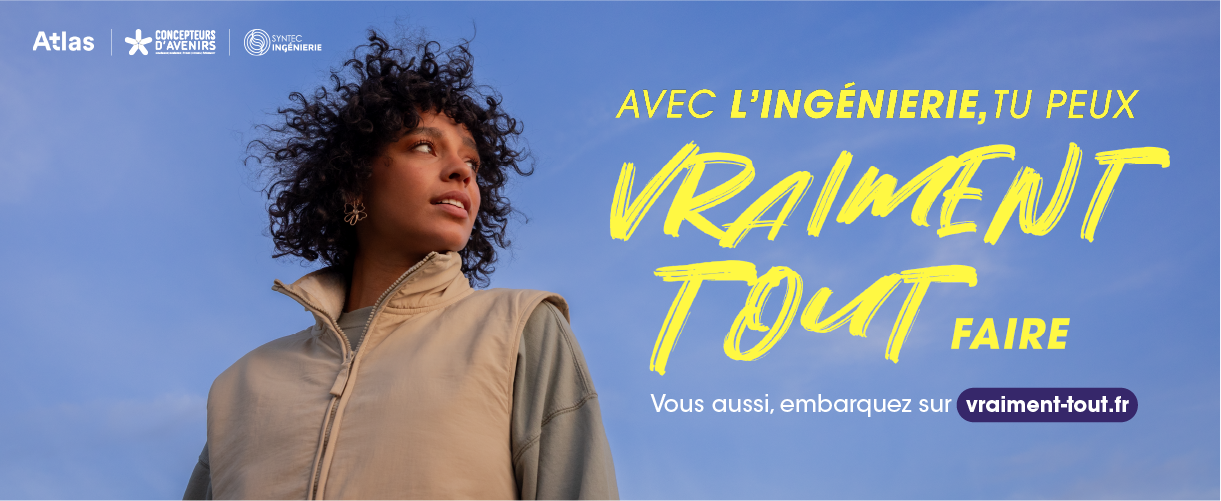 Atlas
CONCEPTEURS
D'AVENIRS
SYNTEC
INGÉNIERIE
AVEC L'INGÉNIERIE, TU PEUX
VRAIMENT
TOUT
FAIRE
Vous aussi, embarquez sur vraiment-tout.fr